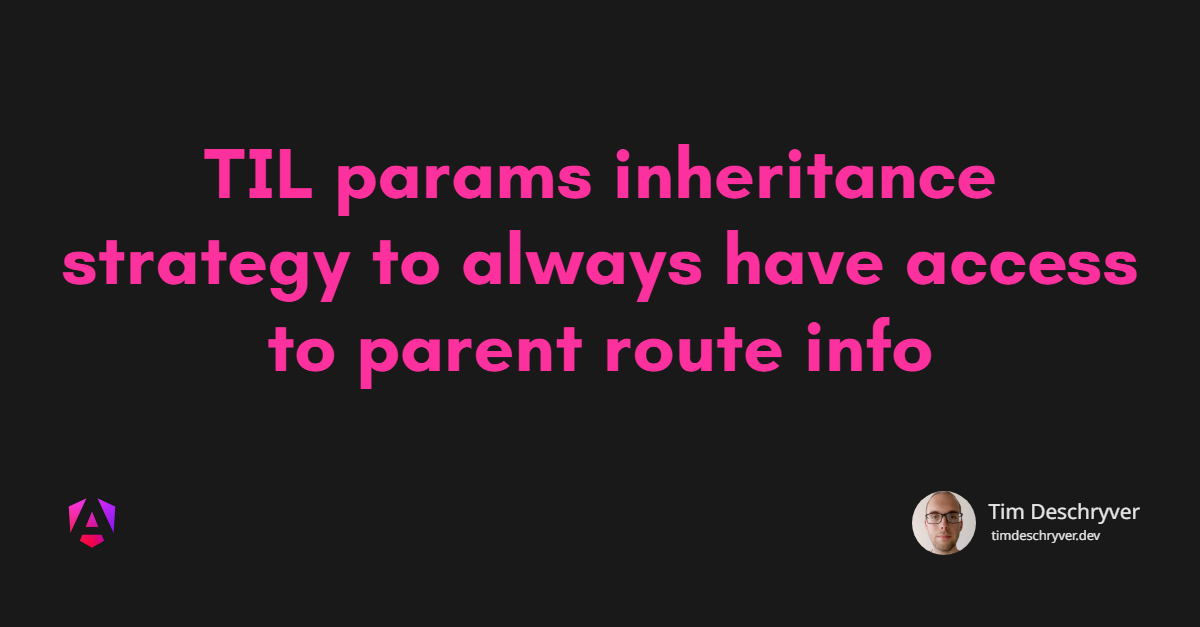 TIL params inheritance
strategy to always have access
to parent route info
Tim Deschryver
timdeschryver.dev